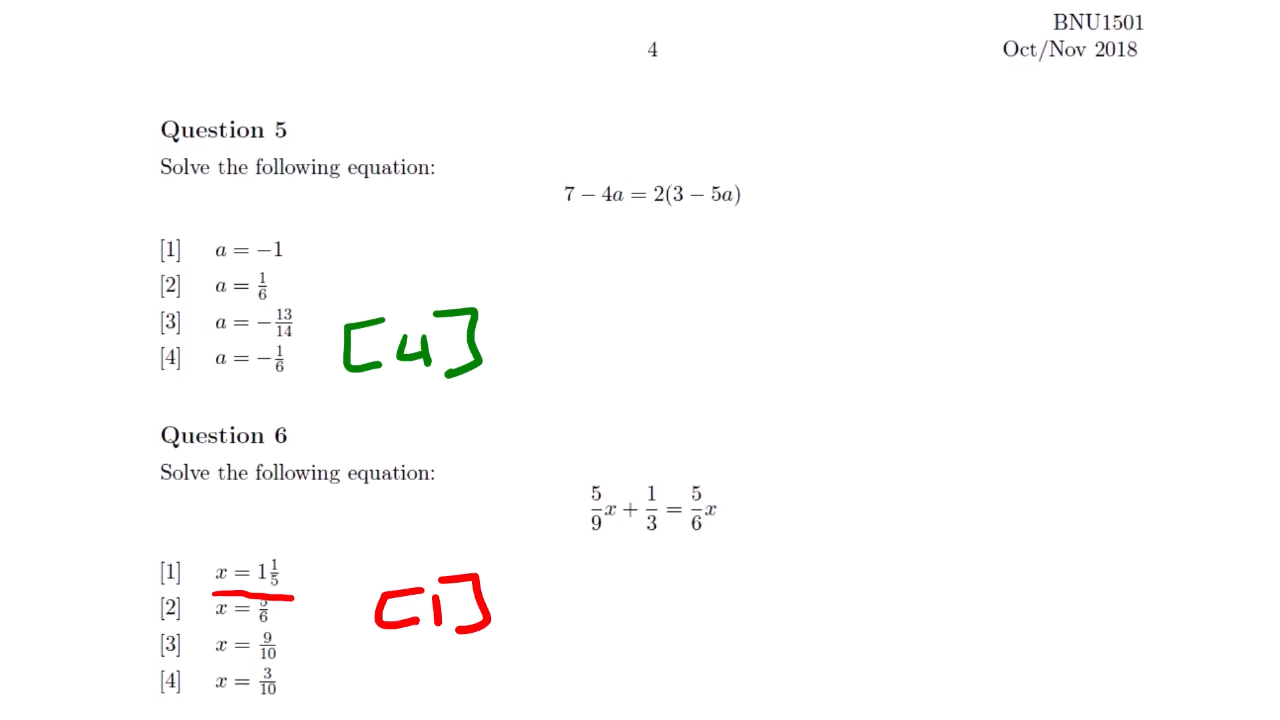 BNU1501
4
Oct/Nov 2018
Question 5
Solve the following equation:
7 − 4a = 2(3 − 5a)
[1] a = −1
[2] a = 1/6
[3] a = −13/14
[4] a = −1/6
[4]
Question 6
Solve the following equation:
5/9 x + 1/3 = 5/6 x
[1] x = 1 1/5
[1]
[2] x = 5/6
[3] x = 9/10
[4] x = 3/10